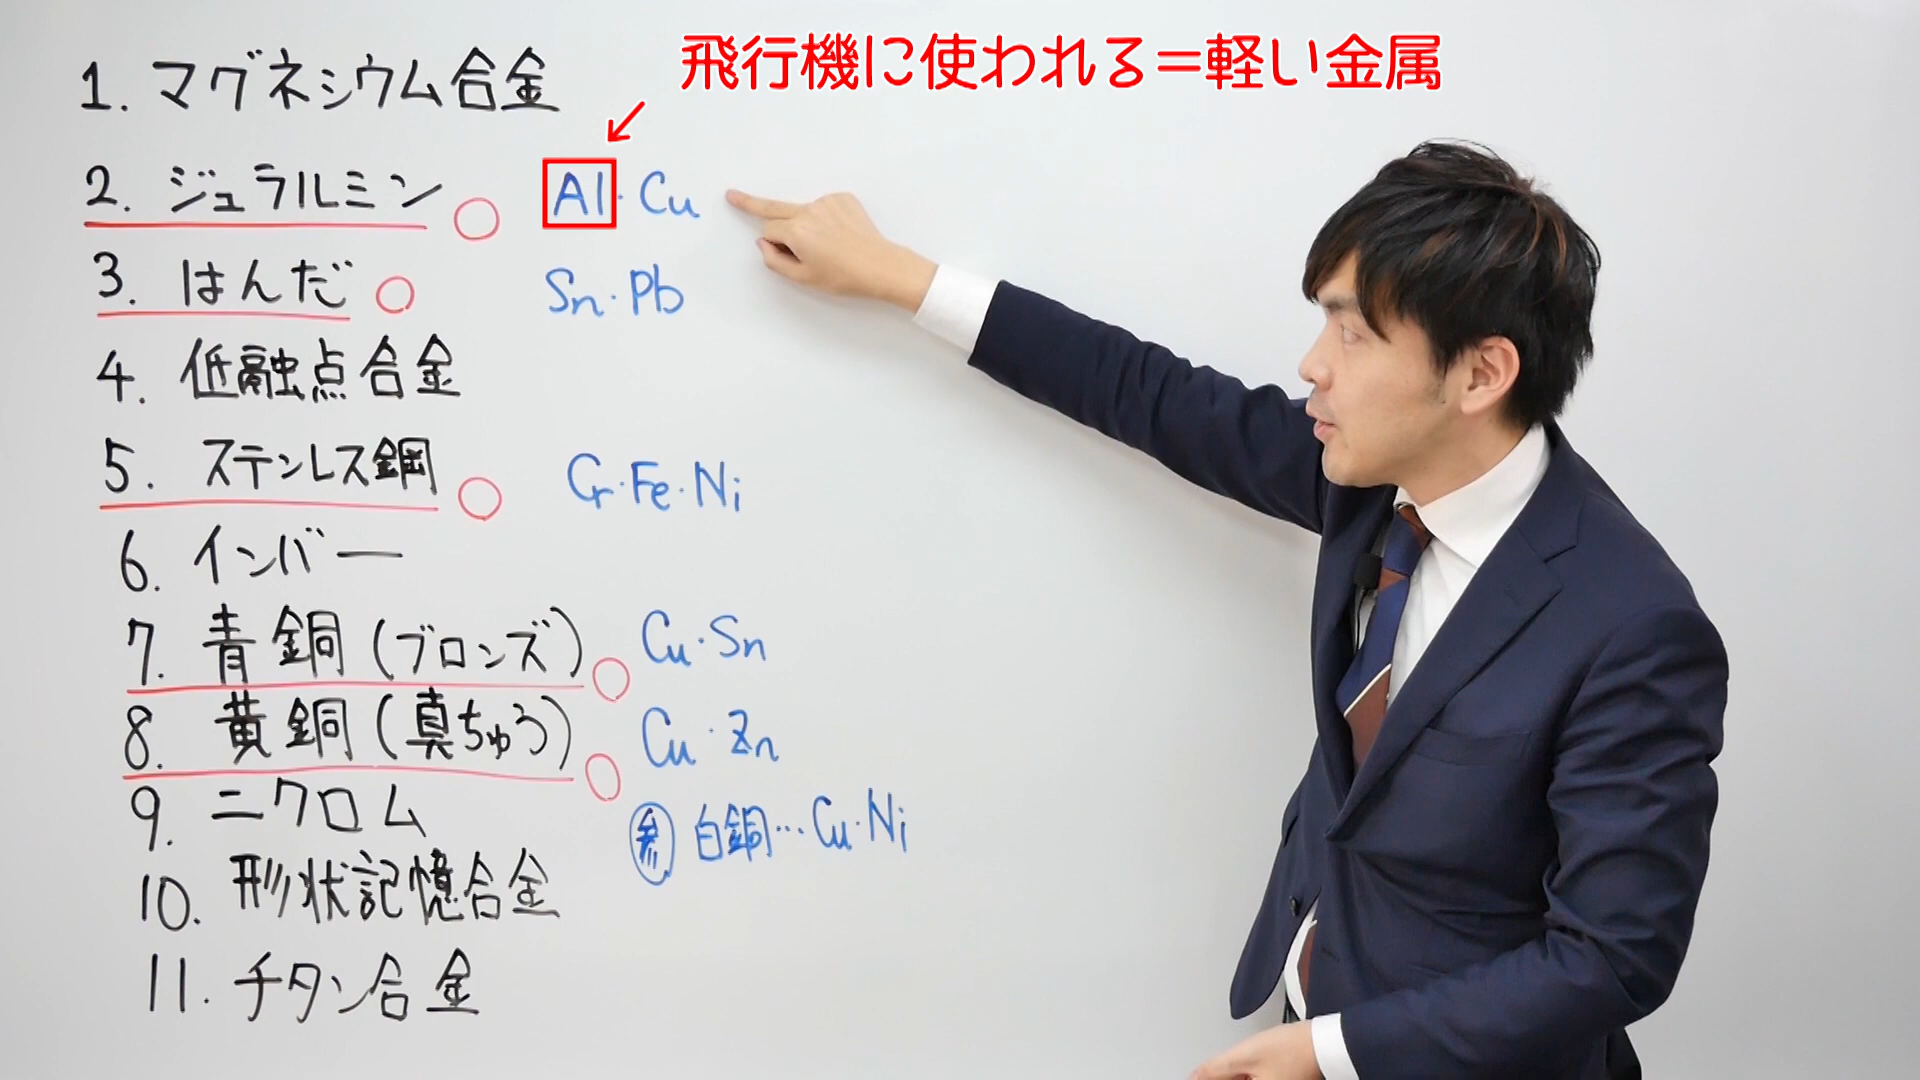 飛行機に使われる=軽い金属
1. マグネシウム合金
2. ジュラルミン ○ Al・Cu
3. はんだ ○ Sn・Pb
4. 低融点合金
5. ステンレス鋼 ○ Cr・Fe・Ni
6. インバー
7. 青銅(ブロンズ) ○ Cu・Sn
8. 黄銅(真ちゅう) ○ Cu・Zn
9. ニクロム
参 白銅…Cu・Ni
10. 形状記憶合金
11. チタン合金